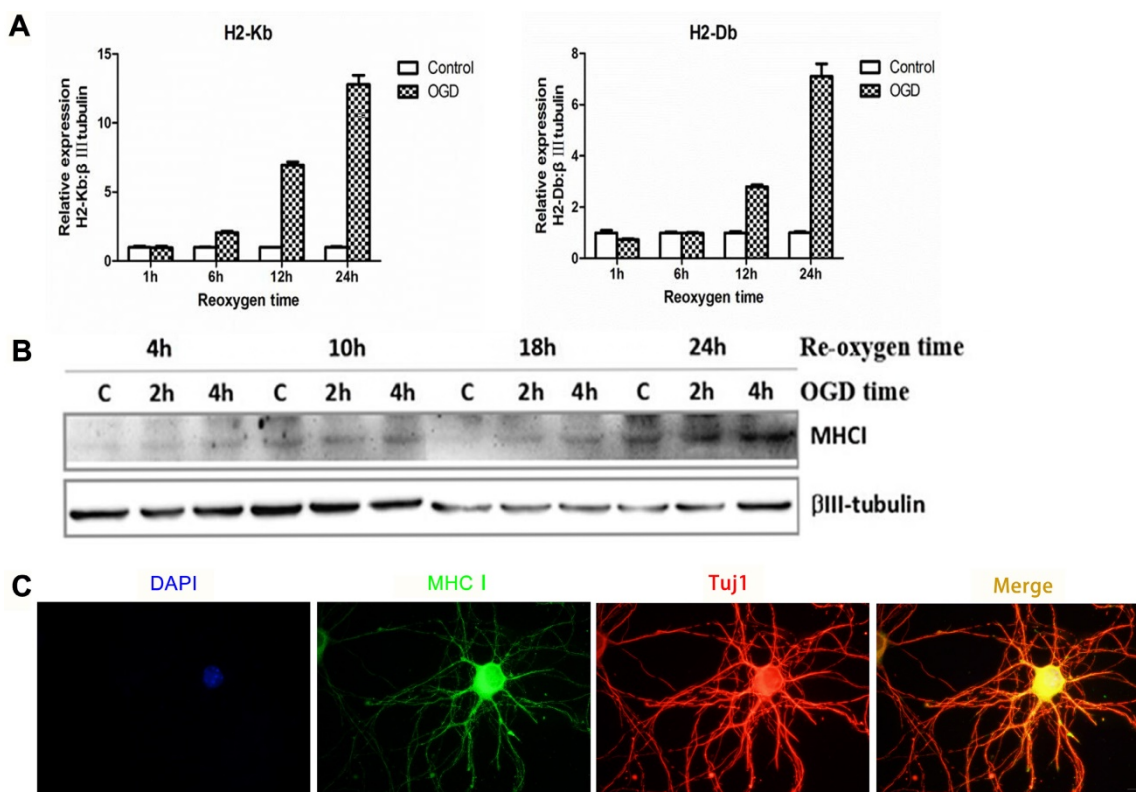 A
H2-Kb
Relative expression
H2-Kb:β III tubulin
15
10
5
0
1h 6h 12h 24h
Reoxygen time
Control
OGD
H2-Db
Relative expression
H2-Db:β III tubulin
8
6
4
2
0
1h 6h 12h 24h
Reoxygen time
Control
OGD
B
4h 10h 18h 24h Re-oxygen time
C 2h 4h C 2h 4h C 2h 4h C 2h 4h OGD time
MHCI
βIII-tubulin
C
DAPI MHC I Tuj1 Merge